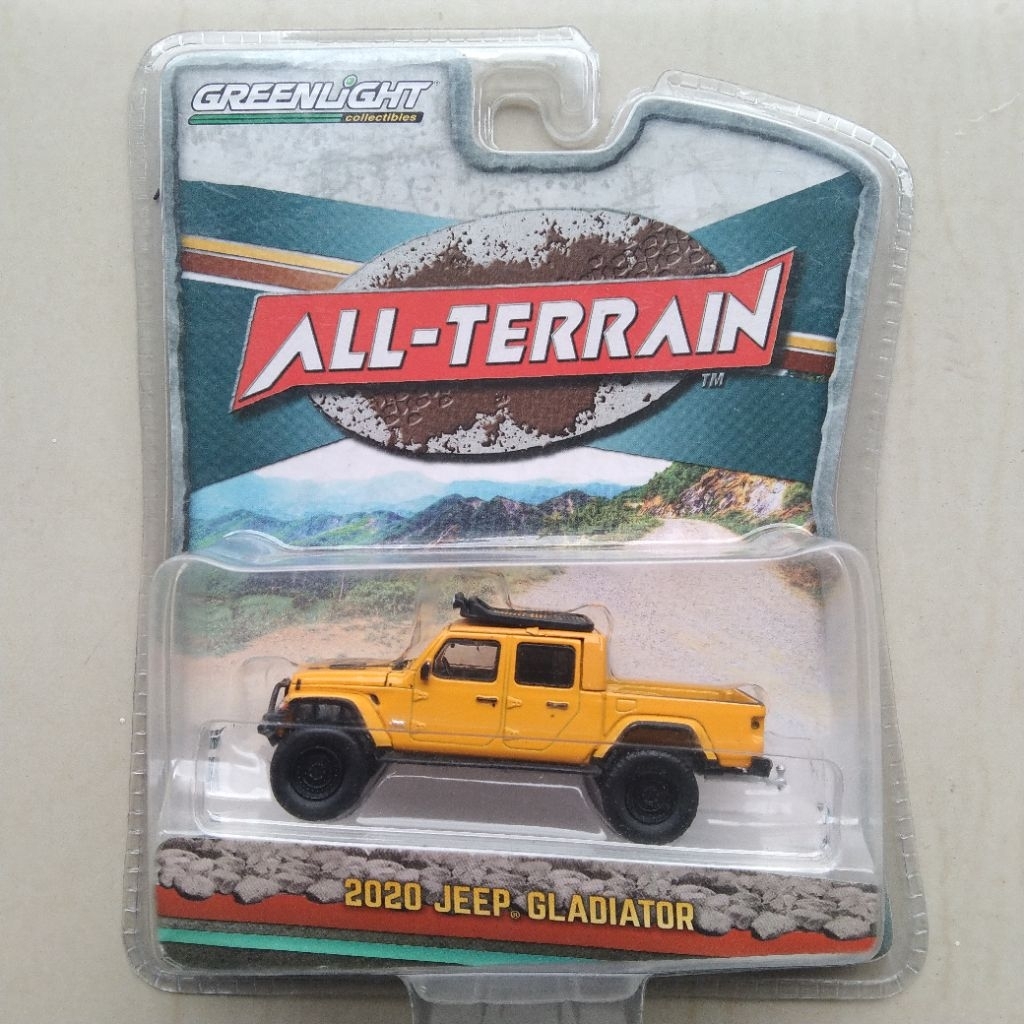 GREENLiGHT®
collectibles
ALL-TERRAIN
TM
2020 JEEP® GLADIATOR